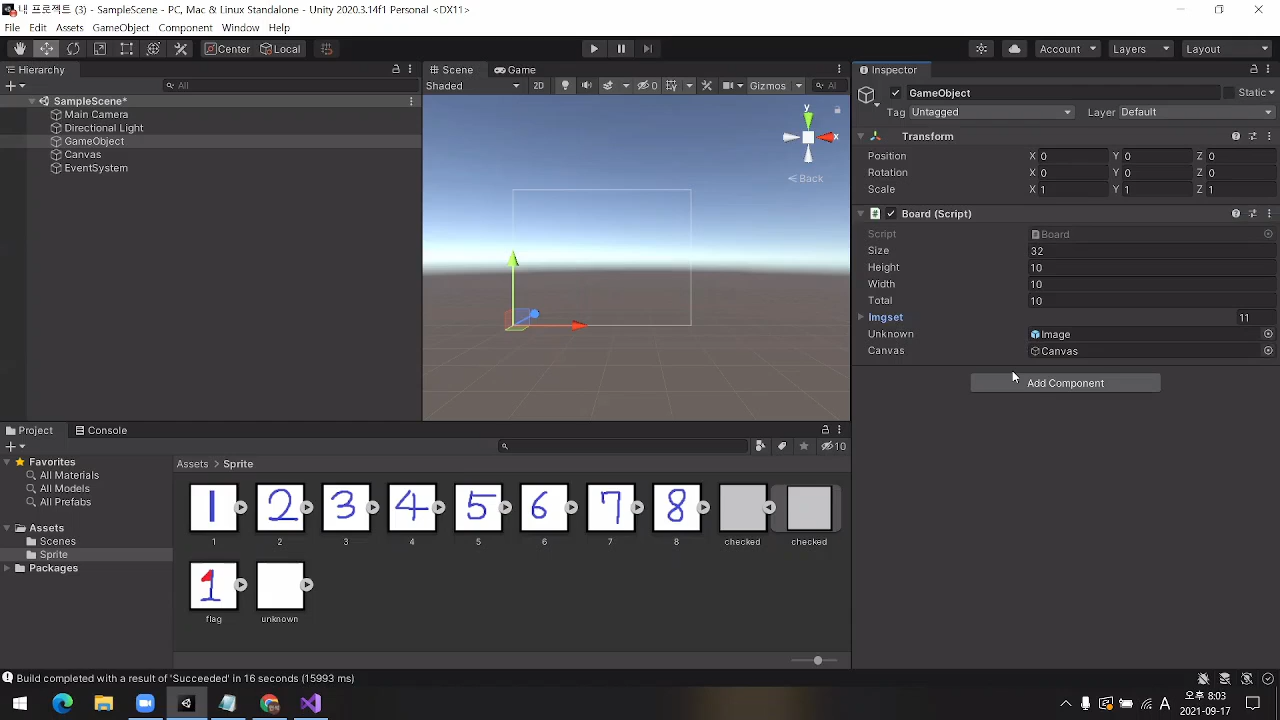 내 프로젝트 (3) - SampleScene - PC, Mac & Linux Standalone - Unity 2020.3.14f1 Personal <DX11>
File Edit Assets GameObject Component Window Help
Center Local Account Layers Layout
Hierarchy
All
SampleScene*
Main Camera
Directional Light
GameObject
Canvas
EventSystem
Scene Game
Shaded 2D 0 Gizmos Al
y
x
Back
Inspector
GameObject Static
Tag Untagged Layer Default
Transform
Position X 0 Y 0 Z 0
Rotation X 0 Y 0 Z 0
Scale X 1 Y 1 Z 1
Board (Script)
Script Board
Size 32
Height 10
Width 10
Total 10
Imgset 11
Unknown Image
Canvas Canvas
Add Component
Project Console
10
Favorites
All Materials
All Models
All Prefabs
Assets
Scenes
Sprite
Packages
Assets > Sprite
1 2 3 4 5 6 7 8
1 2 3 4 5 6 7 8 checked checked
1
flag unknown
Build completed with a result of 'Succeeded' in 16 seconds (15993 ms)
A 오후 8:03
2021-09-17